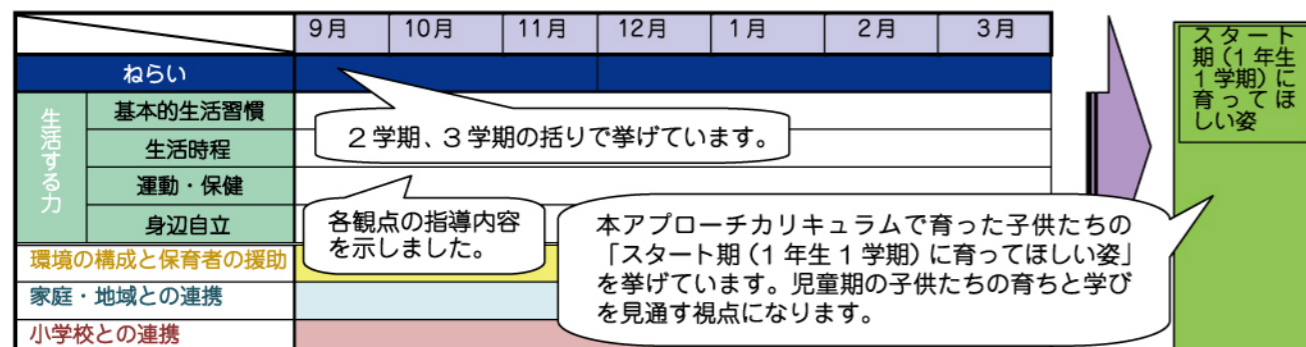 9月 10月 11月 12月 1月 2月 3月
ねらい
生活する力
基本的生活習慣
生活時程
運動・保健
身辺自立
環境の構成と保育者の援助
家庭・地域との連携
小学校との連携
2学期、3学期の括りで挙げています。
各観点の指導内容
を示しました。
本アプローチカリキュラムで育った子供たちの
「スタート期（1年生1学期）に育ってほしい姿」
を挙げています。児童期の子供たちの育ちと学び
を見通す視点になります。
スタート
期（1年生
1学期）に
育ってほ
しい姿